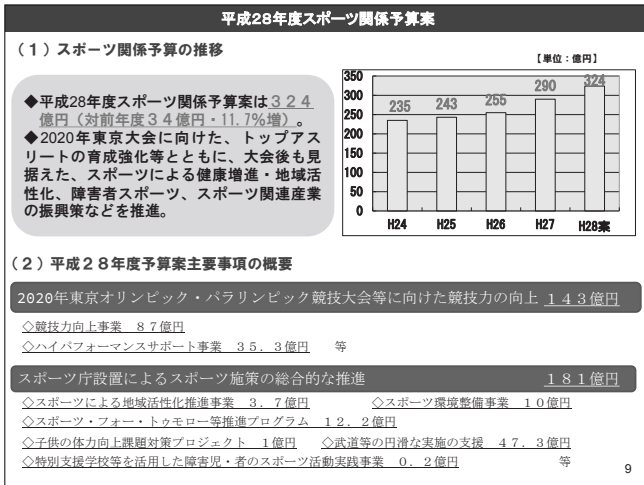 平成28年度スポーツ関係予算案
（１）スポーツ関係予算の推移
【単位：億円】
◆平成28年度スポーツ関係予算案は３２４
億円（対前年度３４億円・11.7%増）。
◆2020年東京大会に向けた、トップアス
リートの育成強化等とともに、大会後も見
据えた、スポーツによる健康増進・地域活
性化、障害者スポーツ、スポーツ関連産業
の振興策などを推進。
350
300
250
200
150
100
50
0
235
243
255
290
324
H24
H25
H26
H27
H28案
（２）平成２８年度予算案主要事項の概要
2020年東京オリンピック・パラリンピック競技大会等に向けた競技力の向上 １４３億円
◇競技力向上事業　８７億円
◇ハイパフォーマンスサポート事業　３５．３億円　　等
スポーツ庁設置によるスポーツ施策の総合的な推進　１８１億円
◇スポーツによる地域活性化推進事業　３．７億円　　◇スポーツ環境整備事業　１０億円
◇スポーツ・フォー・トゥモロー等推進プログラム　１２．２億円
◇子供の体力向上課題対策プロジェクト　１億円　◇武道等の円滑な実施の支援　４７．３億円
◇特別支援学校等を活用した障害児・者のスポーツ活動実践事業　０．２億円　　等
9